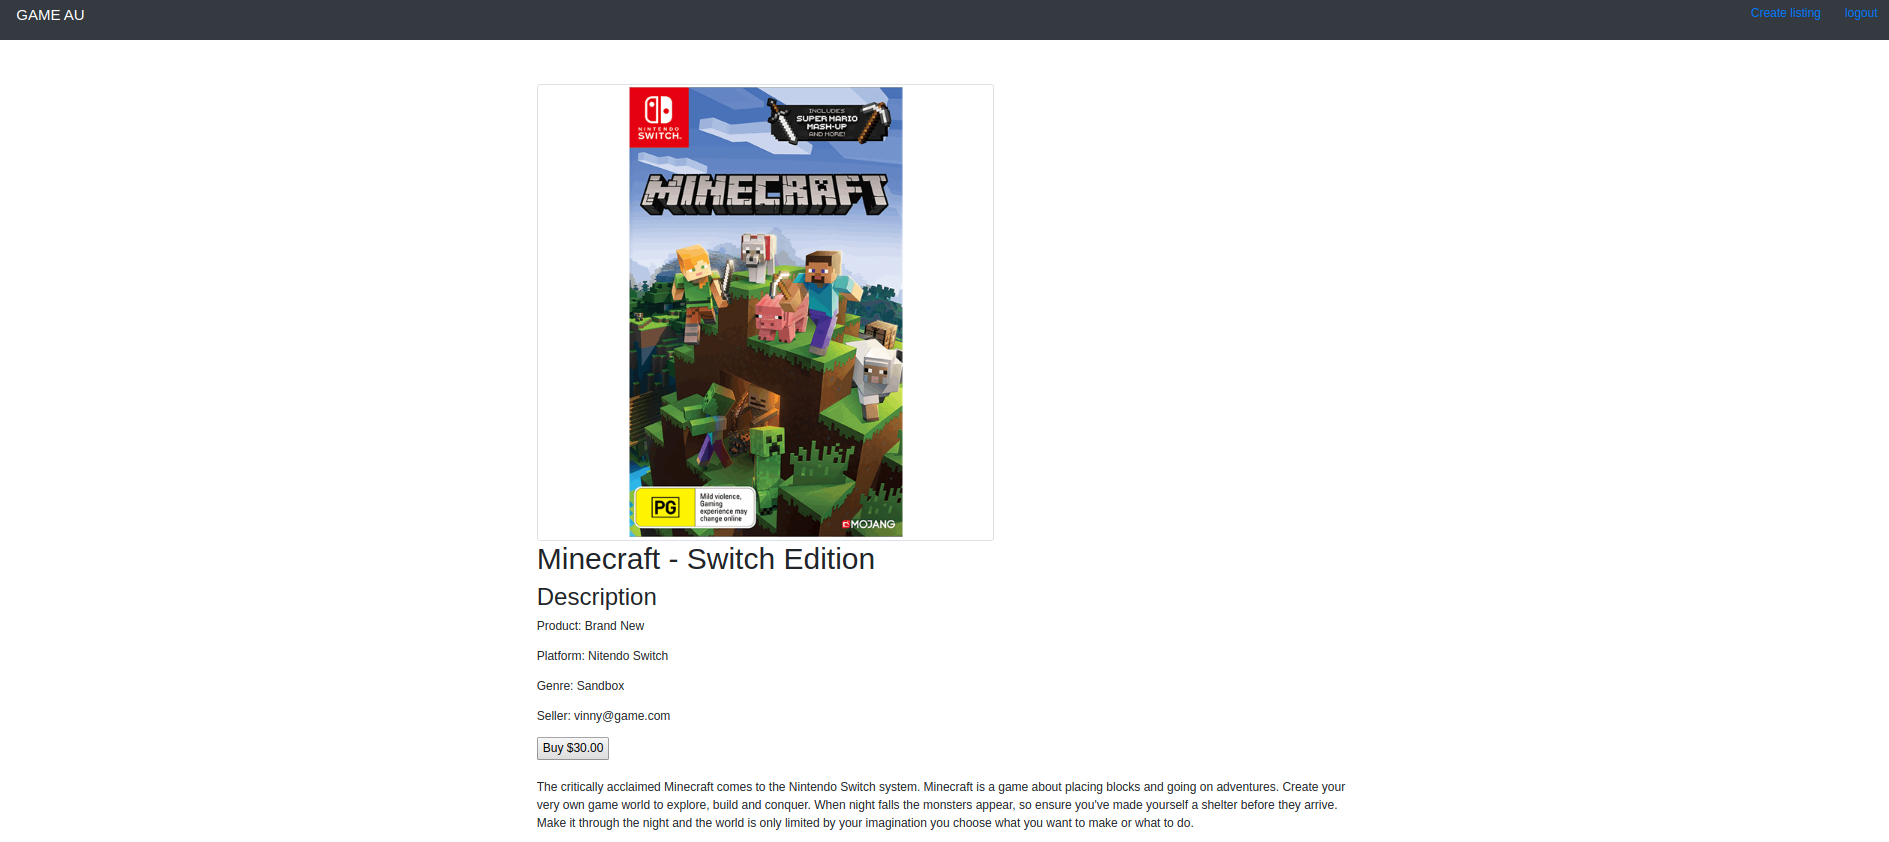 GAME AU
Create listing
logout
NINTENDO
SWITCH.
INCLUDES
SUPER MARIO
MASH-UP
AND MORE!
MINECRAFT
PG
Mild violence,
Gaming
experience may
change online
MOJANG
Minecraft - Switch Edition
Description
Product: Brand New
Platform: Nitendo Switch
Genre: Sandbox
Seller: vinny@game.com
Buy $30.00
The critically acclaimed Minecraft comes to the Nintendo Switch system. Minecraft is a game about placing blocks and going on adventures. Create your
very own game world to explore, build and conquer. When night falls the monsters appear, so ensure you've made yourself a shelter before they arrive.
Make it through the night and the world is only limited by your imagination you choose what you want to make or what to do.